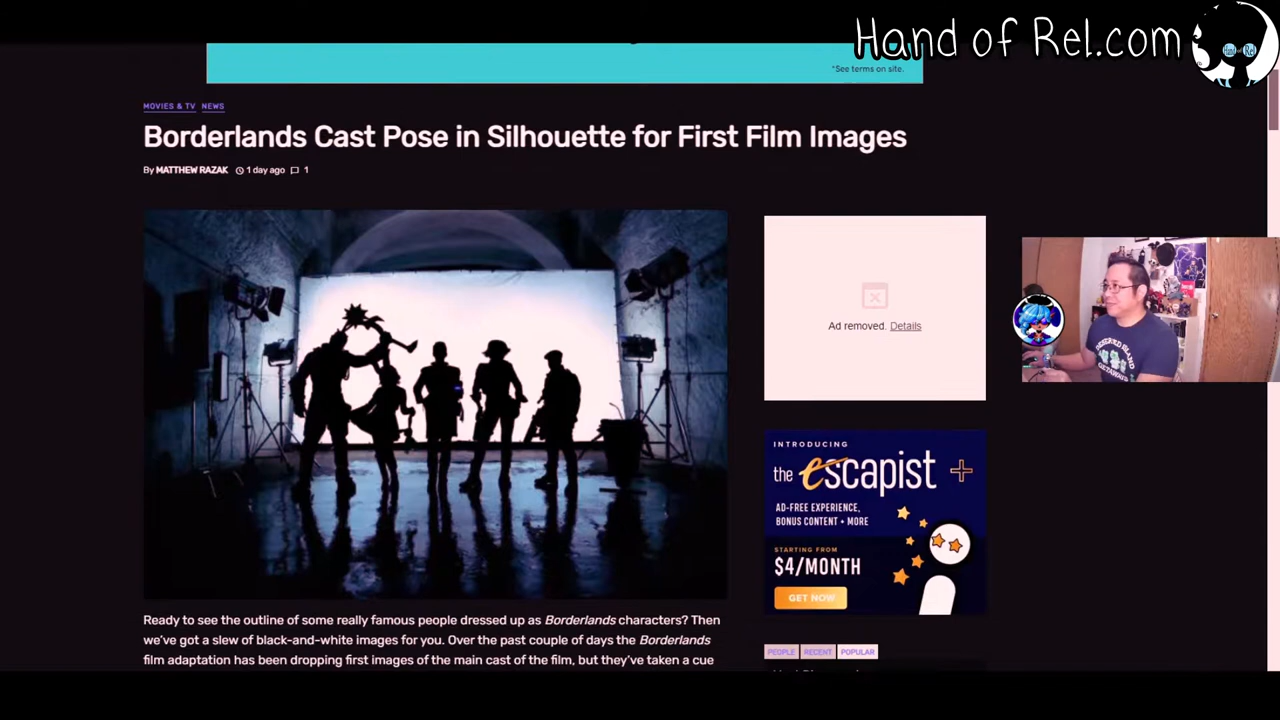 Hand of Rel.com
*See terms on site.
MOVIES & TV NEWS
Borderlands Cast Pose in Silhouette for First Film Images
By MATTHEW RAZAK 1 day ago 1
Ad removed. Details
INTRODUCING
the escapist +
AD-FREE EXPERIENCE,
BONUS CONTENT + MORE
STARTING FROM
$4/MONTH
GET NOW
Ready to see the outline of some really famous people dressed up as Borderlands characters? Then
we've got a slew of black-and-white images for you. Over the past couple of days the Borderlands
film adaptation has been dropping first images of the main cast of the film, but they've taken a cue
PEOPLE RECENT POPULAR